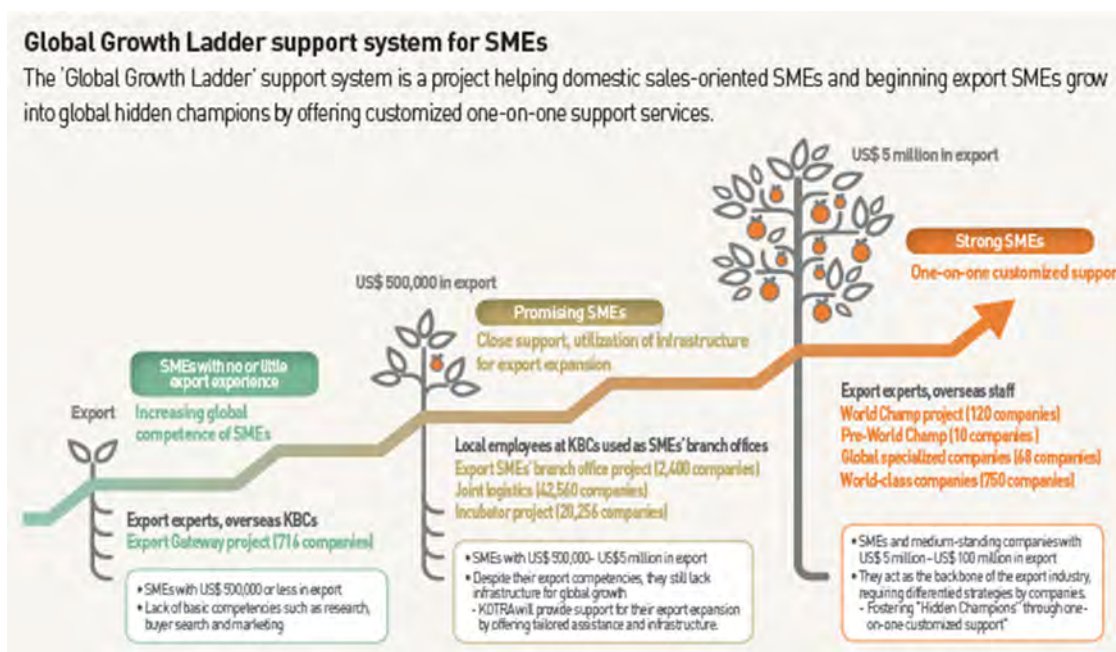 Global Growth Ladder support system for SMEs
The 'Global Growth Ladder' support system is a project helping domestic sales-oriented SMEs and beginning export SMEs grow
into global hidden champions by offering customized one-on-one support services.
Export
SMEs with no or little
export experience
Increasing global
competence of SMEs
Export experts, overseas KBCs
Export Gateway project (716 companies)
• SMEs with US$ 500,000 or less in export
• Lack of basic competencies such as research,
buyer search and marketing
US$ 500,000 in export
Promising SMEs
Close support, utilization of infrastructure
for export expansion
Local employees at KBCs used as SMEs' branch offices
Export SMEs' branch office project (2,400 companies)
Joint logistics (42,560 companies)
Incubator project (20,256 companies)
• SMEs with US$ 500,000- US$5 million in export
• Despite their export competencies, they still lack
infrastructure for global growth
- KOTRA will provide support for their export expansion
by offering tailored assistance and infrastructure.
US$ 5 million in export
Strong SMEs
One-on-one customized support
Export experts, overseas staff
World Champ project (120 companies)
Pre-World Champ (10 companies)
Global specialized companies (68 companies)
World-class companies (750 companies)
• SMEs and medium-standing companies with
US$ 5 million-US$ 100 million in export
• They act as the backbone of the export industry,
requiring differentied strategies by companies.
- Fostering "Hidden Champions" through one-
on-one customized support"